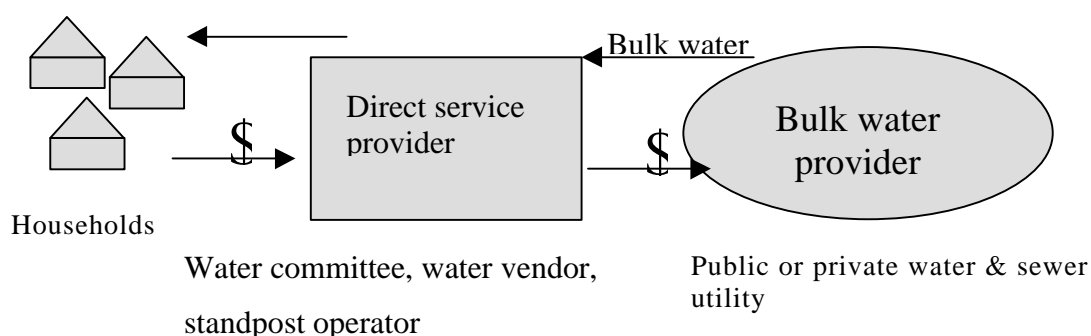 Bulk water
Direct service
provider
Bulk water
provider
$
$
Households
Water committee, water vendor,
standpost operator
Public or private water & sewer
utility